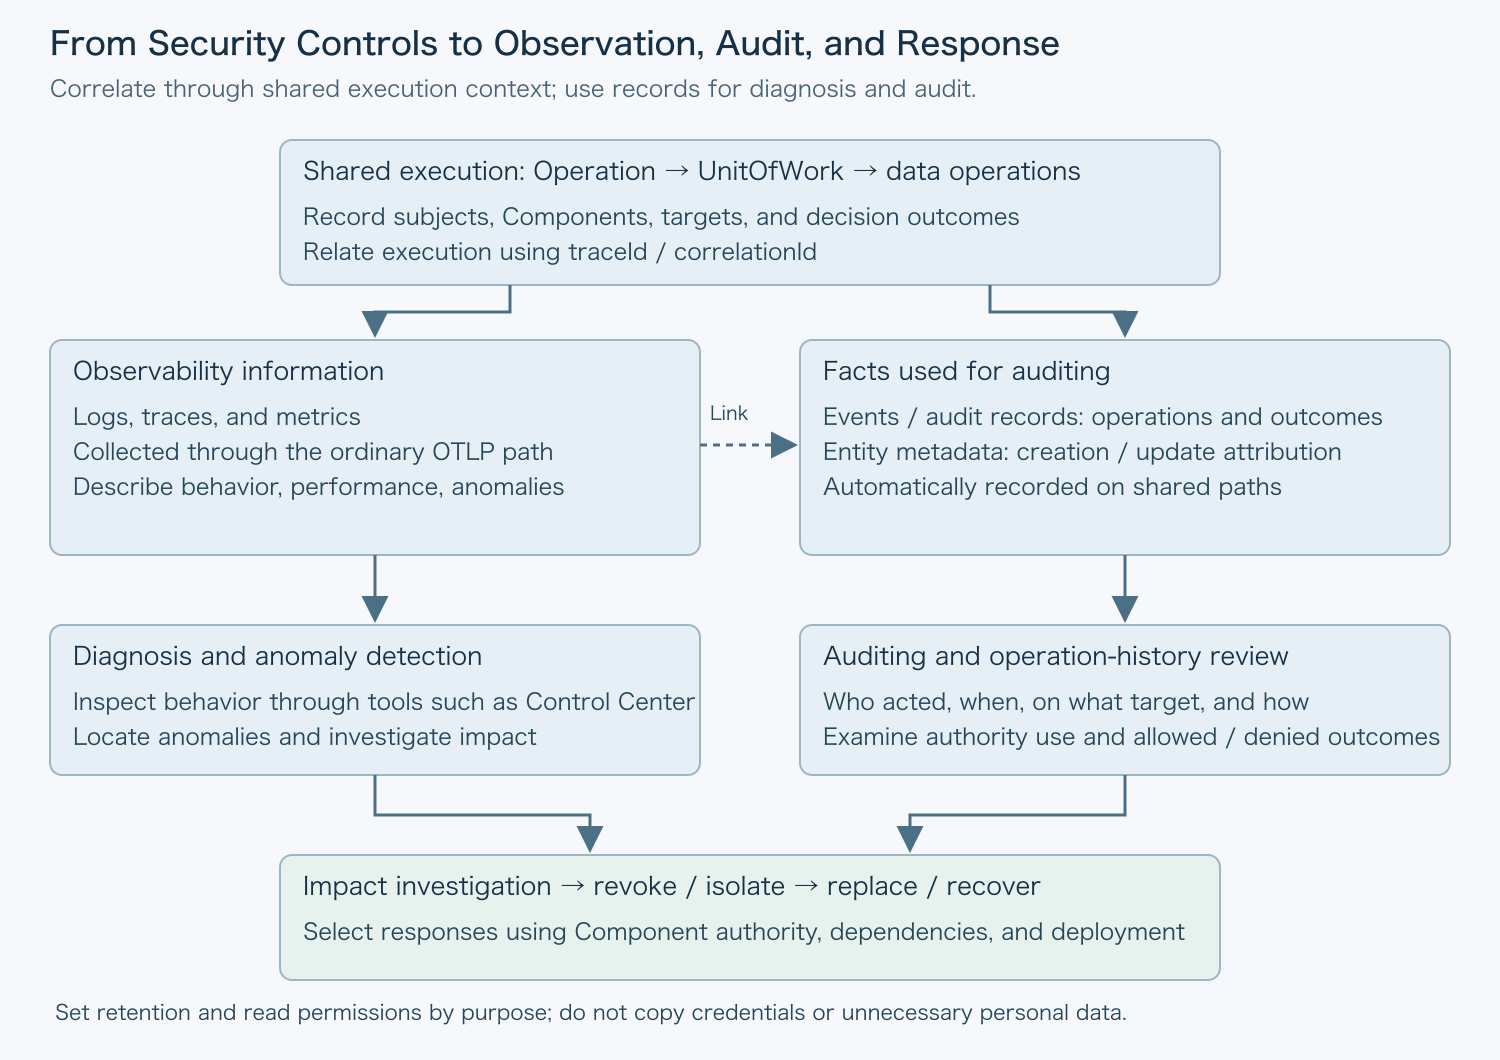 From Security Controls to Observation, Audit, and Response
Correlate through shared execution context; use records for diagnosis and audit.
Shared execution: Operation → UnitOfWork → data operations
Record subjects, Components, targets, and decision outcomes
Relate execution using traceId / correlationId
Observability information
Logs, traces, and metrics
Collected through the ordinary OTLP path
Describe behavior, performance, anomalies
Link
Facts used for auditing
Events / audit records: operations and outcomes
Entity metadata: creation / update attribution
Automatically recorded on shared paths
Diagnosis and anomaly detection
Inspect behavior through tools such as Control Center
Locate anomalies and investigate impact
Auditing and operation-history review
Who acted, when, on what target, and how
Examine authority use and allowed / denied outcomes
Impact investigation → revoke / isolate → replace / recover
Select responses using Component authority, dependencies, and deployment
Set retention and read permissions by purpose; do not copy credentials or unnecessary personal data.